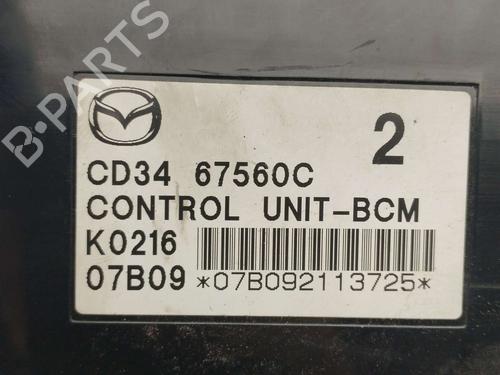 B-PARTS
2
CD34 67560C
CONTROL UNIT-BCM
K0216
07B09 *07B092113725*